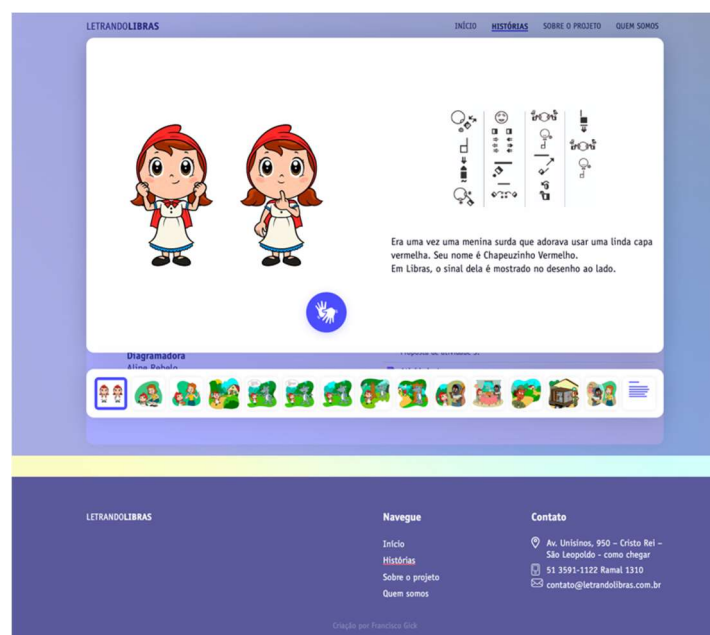 LETRANDOLIBRAS
INÍCIO HISTÓRIAS SOBRE O PROJETO QUEM SOMOS
Era uma vez uma menina surda que adorava usar uma linda capa
vermelha. Seu nome é Chapeuzinho Vermelho.
Em Libras, o sinal dela é mostrado no desenho ao lado.
Diagramadora
Aline Rebelo
LETRANDOLIBRAS
Navegue
Início
Histórias
Sobre o projeto
Quem somos
Contato
Av. Unisinos, 950 – Cristo Rei –
São Leopoldo - como chegar
51 3591-1122 Ramal 1310
contato@letrandolibras.com.br
Criação por Francisco Gick